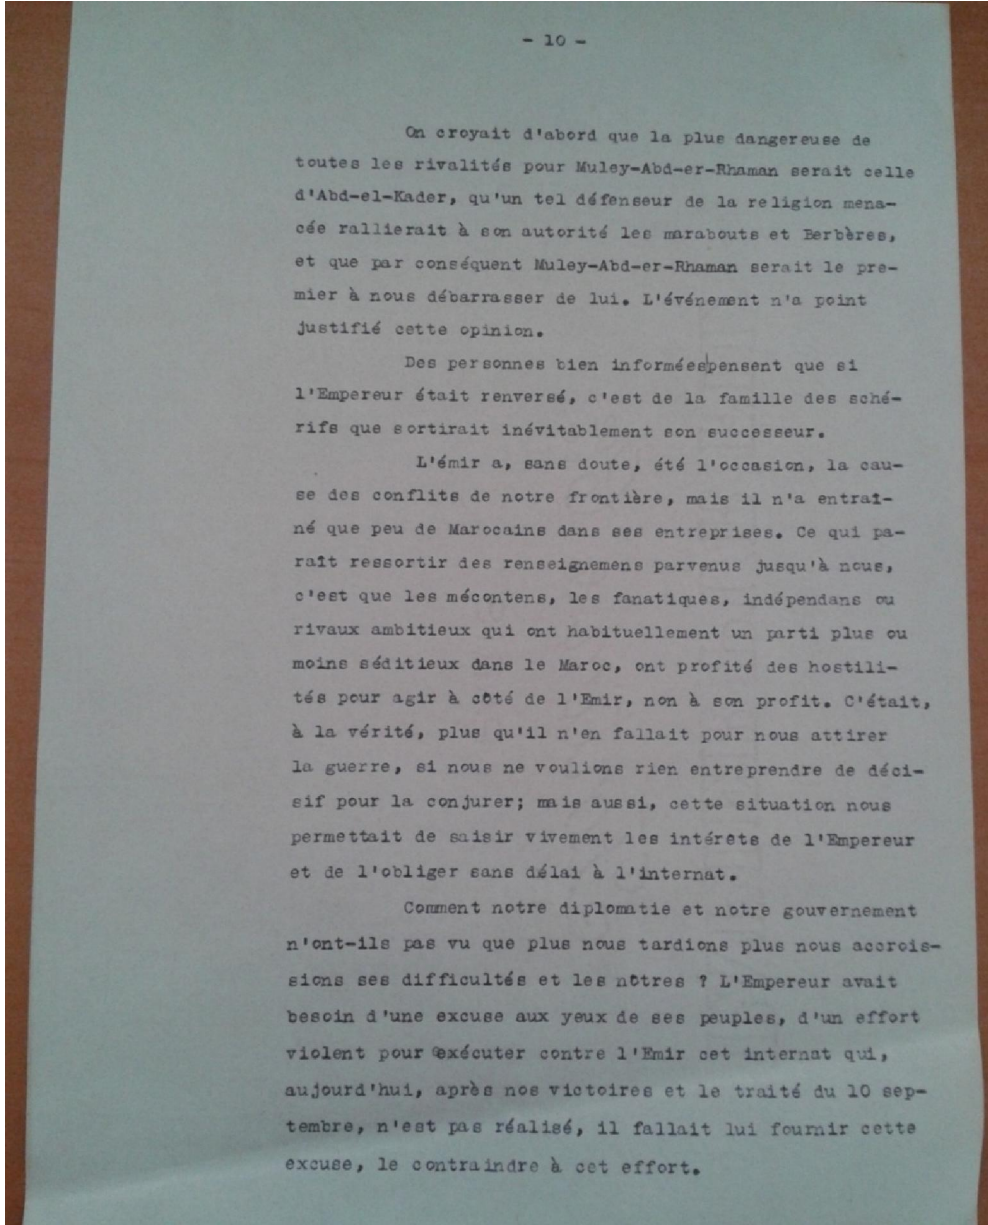 - 10 -
On croyait d'abord que la plus dangereuse de
toutes les rivalités pour Muley-Abd-er-Rhaman serait celle
d'Abd-el-Kader, qu'un tel défenseur de la religion mena-
cée rallierait à son autorité les marabouts et Berbères,
et que par conséquent Muley-Abd-er-Rhaman serait le pre-
mier à nous débarrasser de lui. L'événement n'a point
justifié cette opinion.
Des personnes bien informées|pensent que si
l'Empereur était renversé, c'est de la famille des sché-
rifs que sortirait inévitablement son successeur.
L'émir a, sans doute, été l'occasion, la cau-
se des conflits de notre frontière, mais il n'a entraî-
né que peu de Marocains dans ses entreprises. Ce qui pa-
raît ressortir des renseignemens parvenus jusqu'à nous,
c'est que les mécontens, les fanatiques, indépendans ou
rivaux ambitieux qui ont habituellement un parti plus ou
moins séditieux dans le Maroc, ont profité des hostili-
tés pour agir à côté de l'Emir, non à son profit. C'était,
à la vérité, plus qu'il n'en fallait pour nous attirer
la guerre, si nous ne voulions rien entreprendre de déci-
sif pour la conjurer; mais aussi, cette situation nous
permettait de saisir vivement les intérets de l'Empereur
et de l'obliger sans délai à l'internat.
Comment notre diplomatie et notre gouvernement
n'ont-ils pas vu que plus nous tardions plus nous accrois-
sions ses difficultés et les nôtres ? L'Empereur avait
besoin d'une excuse aux yeux de ses peuples, d'un effort
violent pour exécuter contre l'Emir cet internat qui,
aujourd'hui, après nos victoires et le traité du 10 sep-
tembre, n'est pas réalisé, il fallait lui fournir cette
excuse, le contraindre à cet effort.